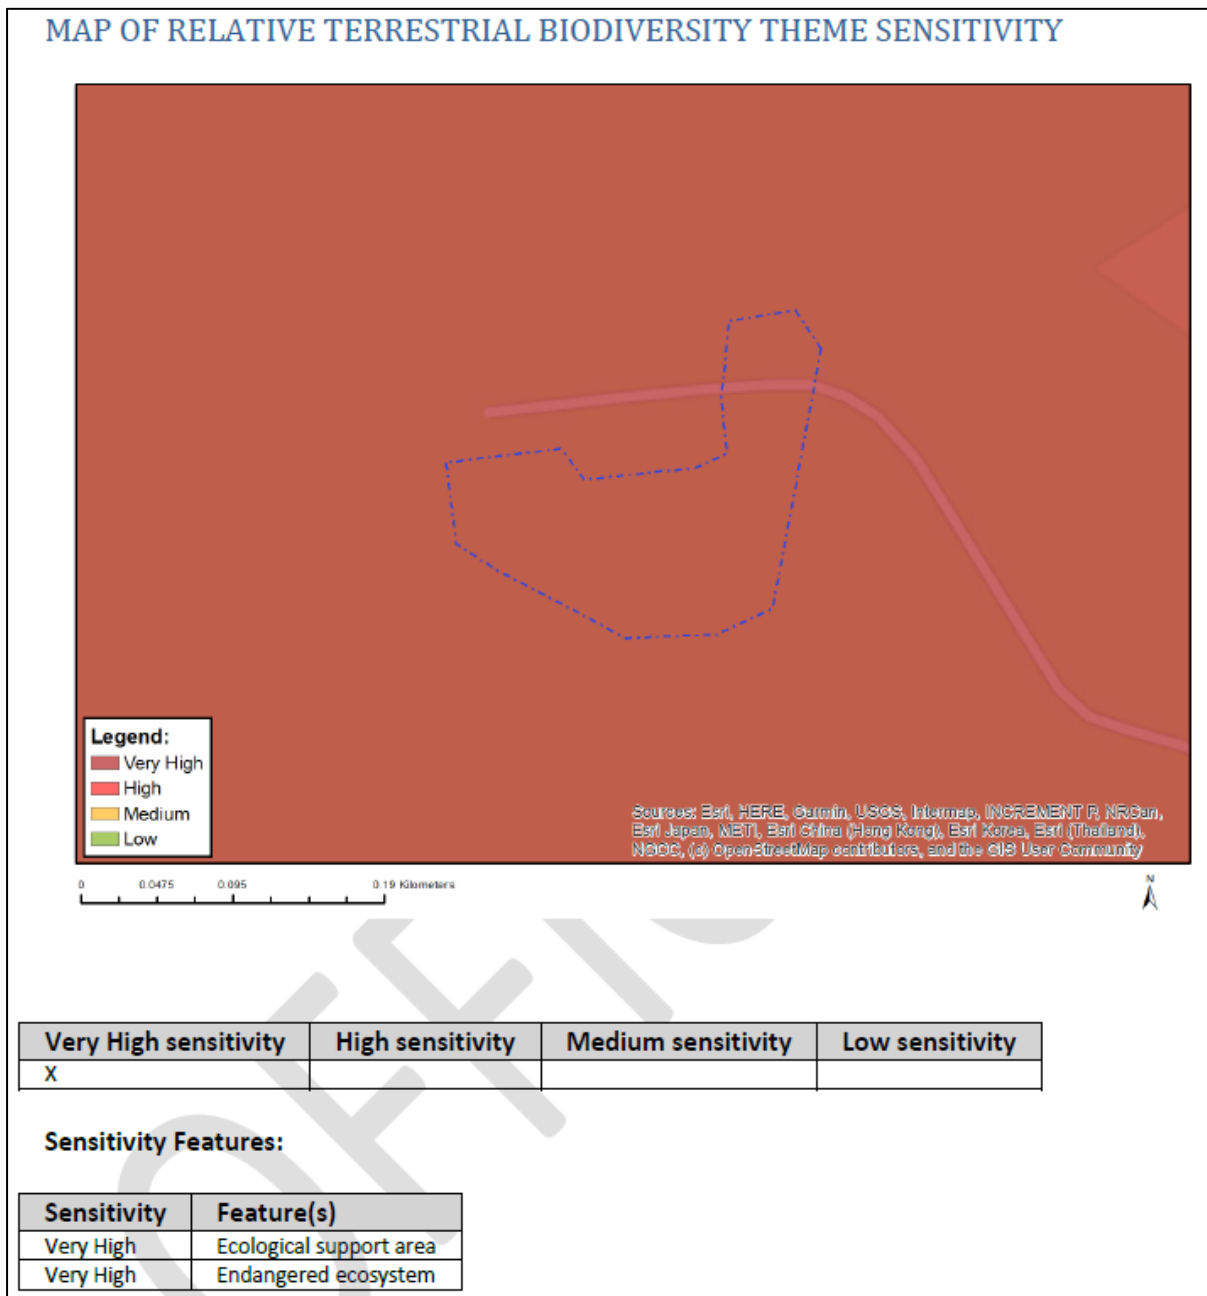 MAP OF RELATIVE TERRESTRIAL BIODIVERSITY THEME SENSITIVITY
Legend:
Very High
High
Medium
Low
Sources: Esri, HERE, Garmin, USGS, Intermap, INCREMENT P, NRCan,
Esri Japan, METI, Esri China (Hong Kong), Esri Korea, Esri (Thailand),
NGCC, (c) OpenStreetMap contributors, and the GIS User Community
0 0.0475 0.095 0.19 Kilometers
N
Very High sensitivity High sensitivity Medium sensitivity Low sensitivity
X
Sensitivity Features:
Sensitivity Feature(s)
Very High Ecological support area
Very High Endangered ecosystem